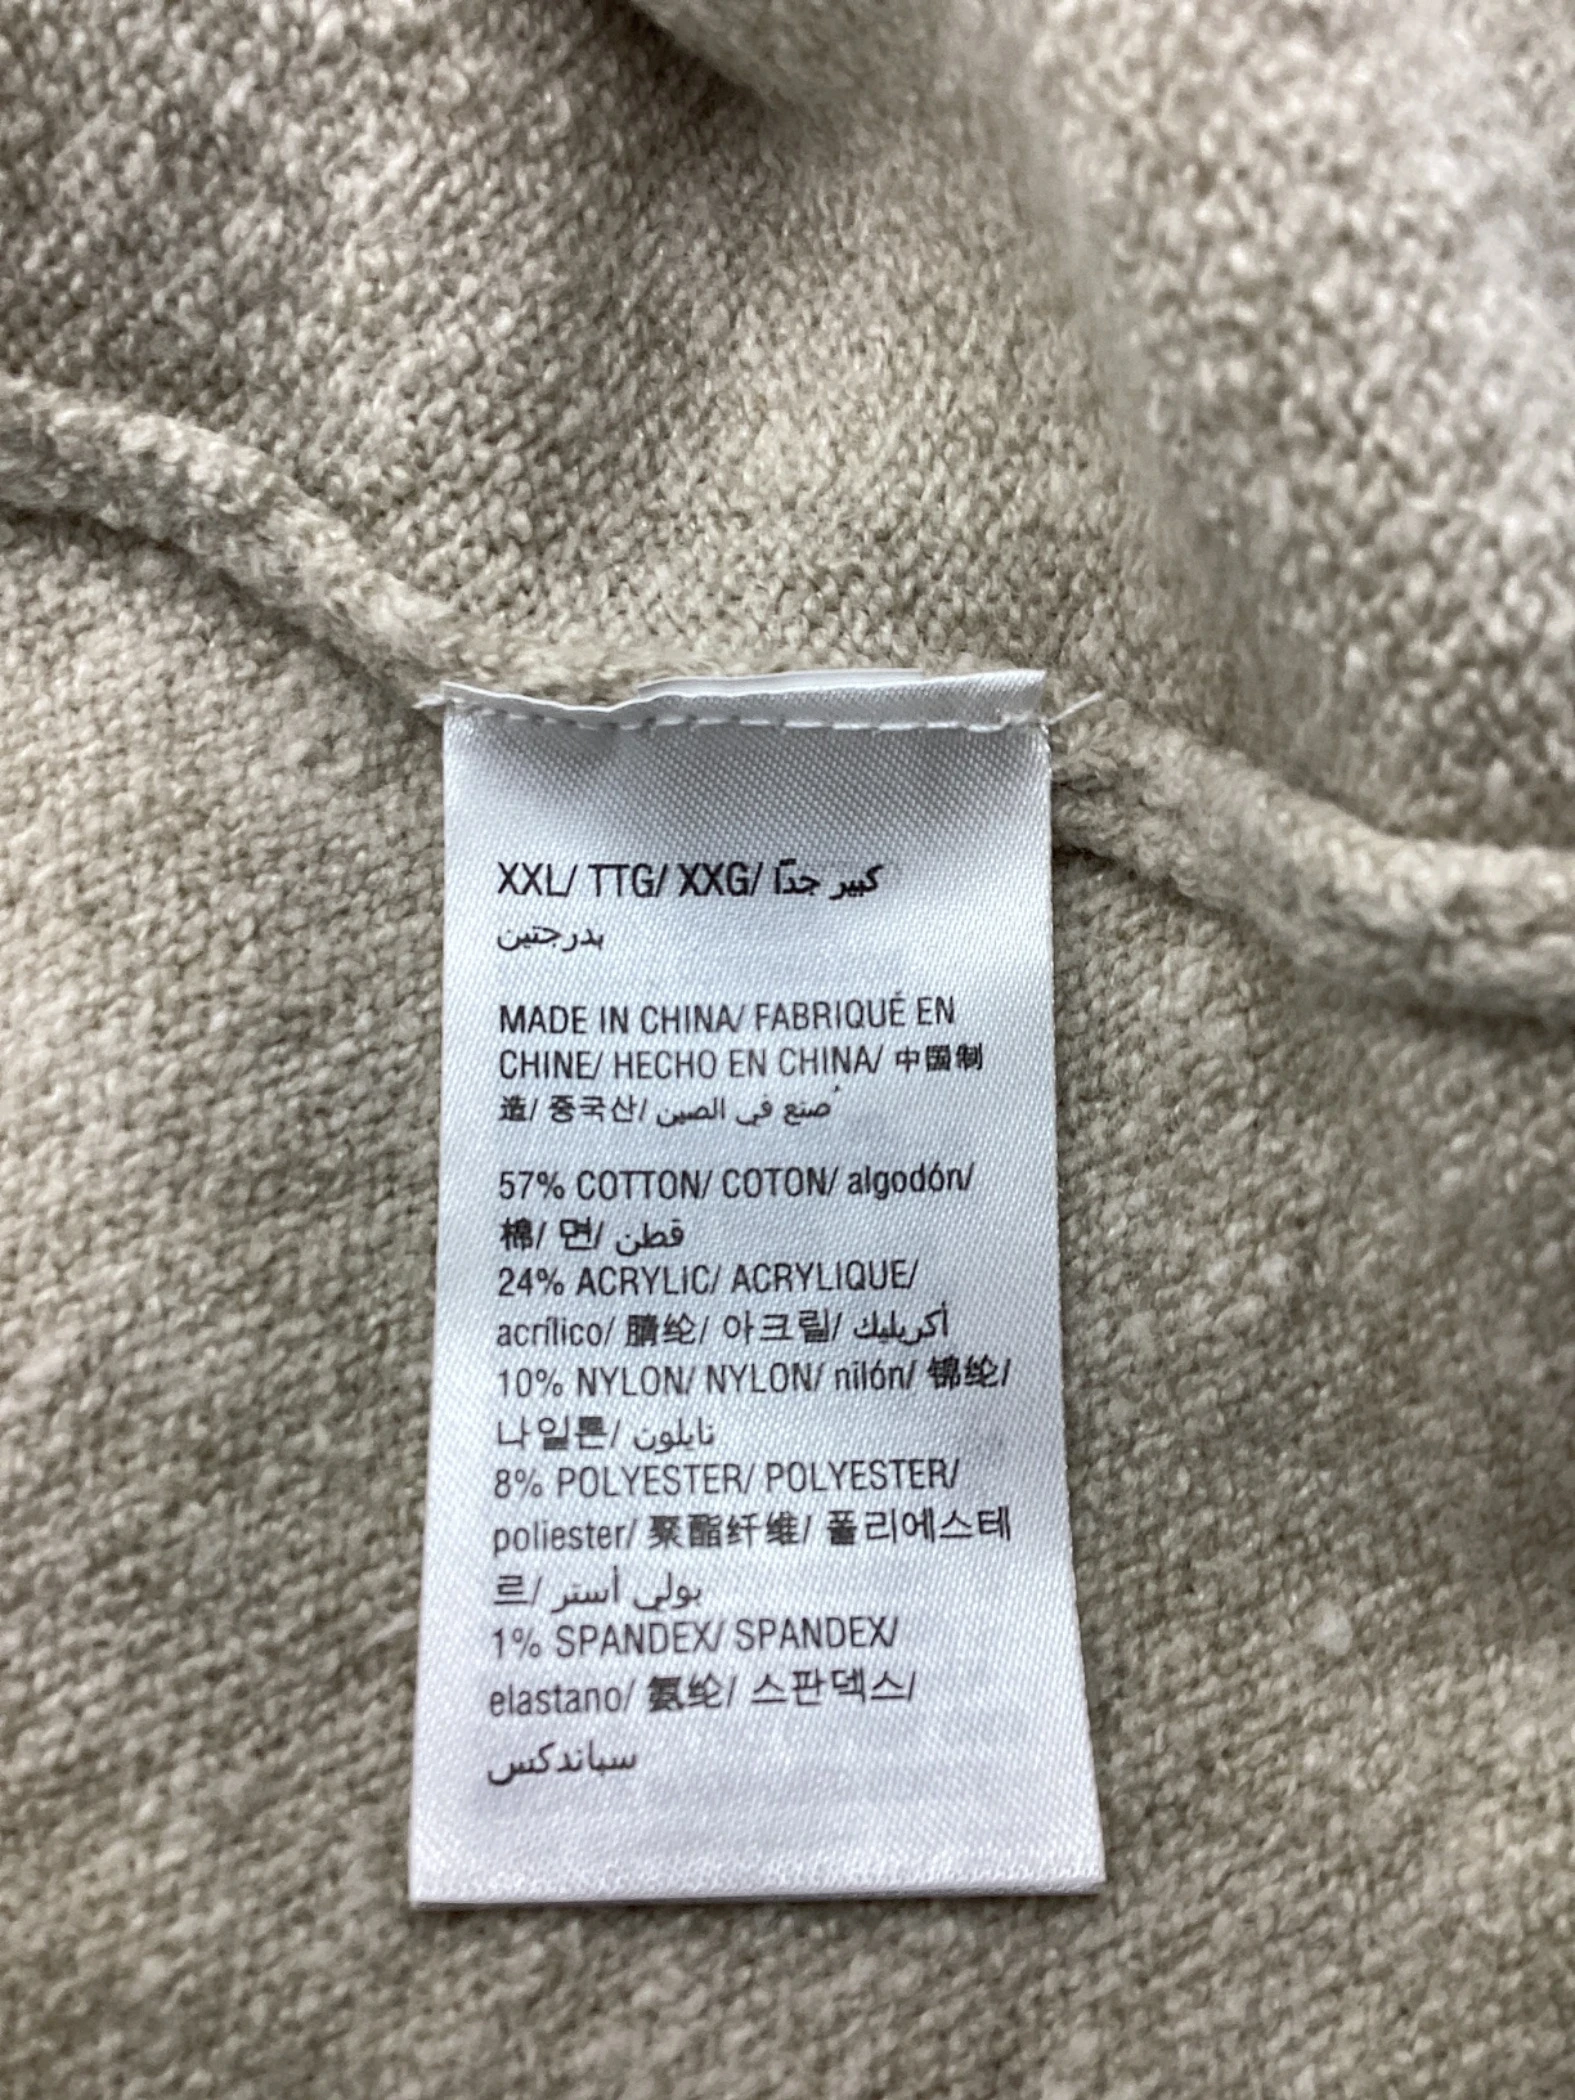 XXL/ TTG/ XXG/ كبير جدًا
بدرجتين
MADE IN CHINA/ FABRIQUÉ EN
CHINE/ HECHO EN CHINA/ 中国制
造/ 중국산/ صنع في الصين
57% COTTON/ COTON/ algodón/
棉/ 면/ قطن
24% ACRYLIC/ ACRYLIQUE/
acrílico/ 腈纶/ 아크릴/ أكريليك
10% NYLON/ NYLON/ nilón/ 锦纶/
나일론/ نايلون
8% POLYESTER/ POLYESTER/
poliester/ 聚酯纤维/ 폴리에스테
르/ بولي أستر
1% SPANDEX/ SPANDEX/
elastano/ 氨纶/ 스판덱스/
سباندكس